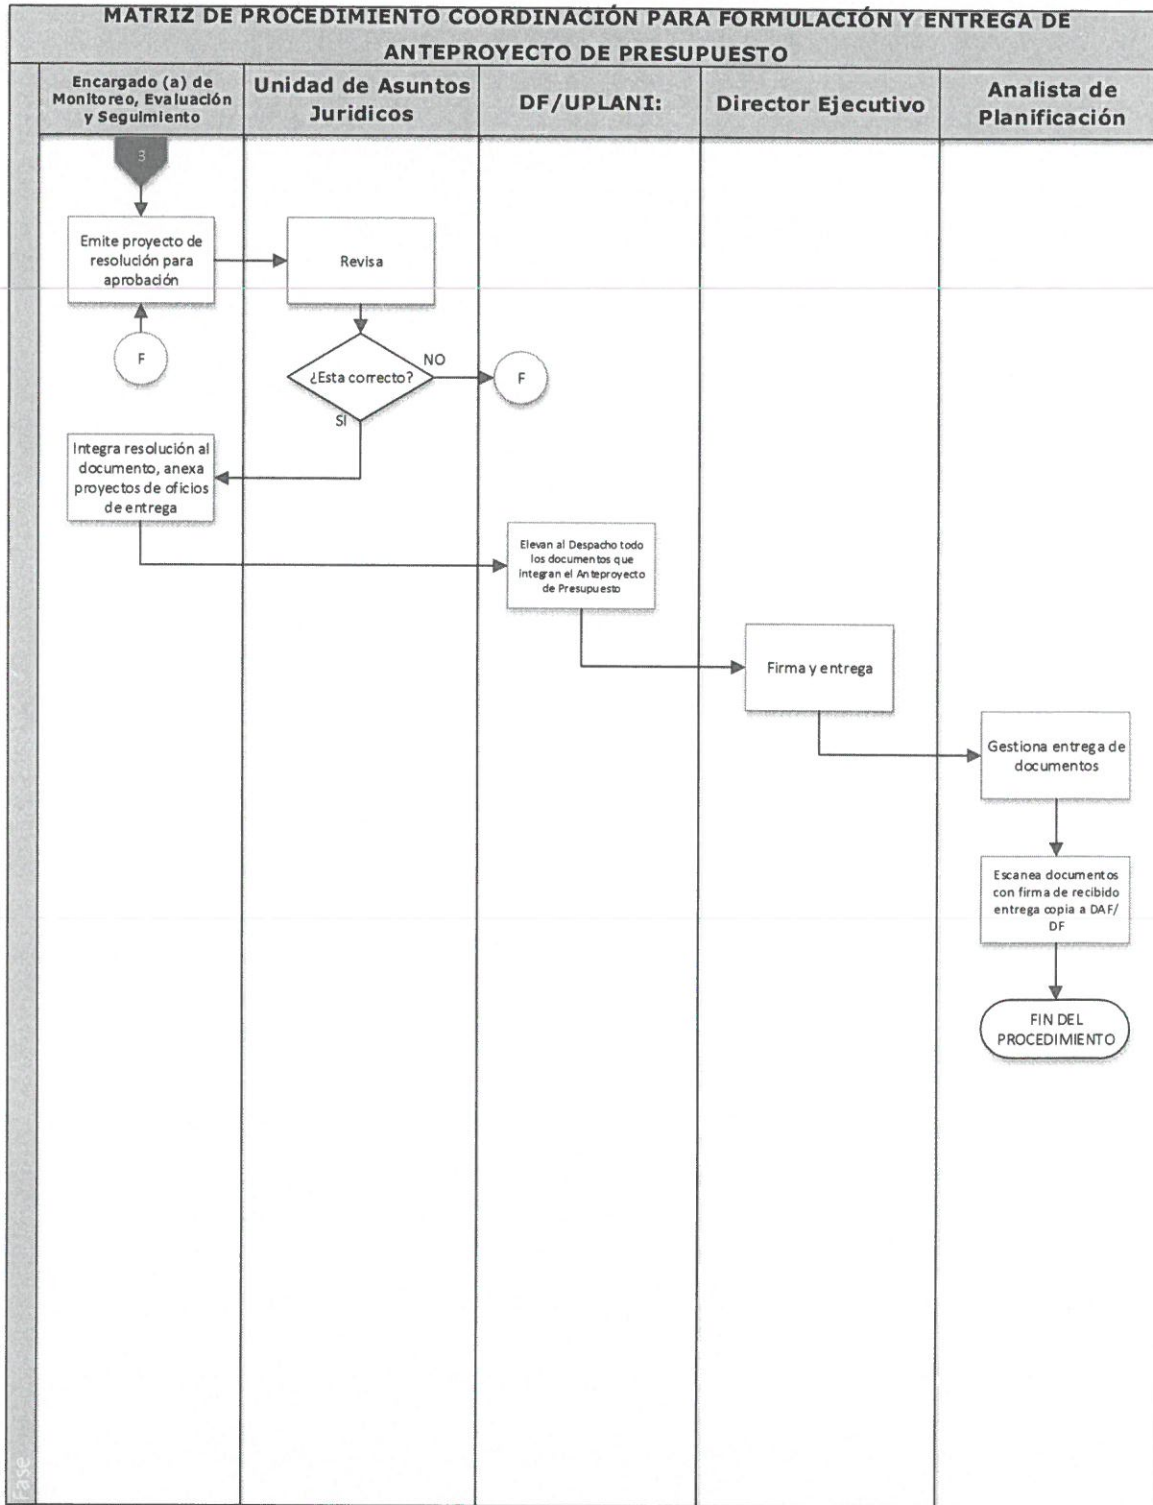 MATRIZ DE PROCEDIMIENTO COORDINACIÓN PARA FORMULACIÓN Y ENTREGA DE
ANTEPROYECTO DE PRESUPUESTO
Encargado (a) de
Monitoreo, Evaluación
y Seguimiento
Unidad de Asuntos
Juridicos
DF/UPLANI:
Director Ejecutivo
Analista de
Planificación
3
Emite proyecto de
resolución para
aprobación
Revisa
F
¿Esta correcto?
NO
F
SI
Integra resolución al
documento, anexa
proyectos de oficios
de entrega
Elevan al Despacho todo
los documentos que
integran el Anteproyecto
de Presupuesto
Firma y entrega
Gestiona entrega de
documentos
Escanea documentos
con firma de recibido
entrega copia a DAF/
DF
FIN DEL
PROCEDIMIENTO
Fase